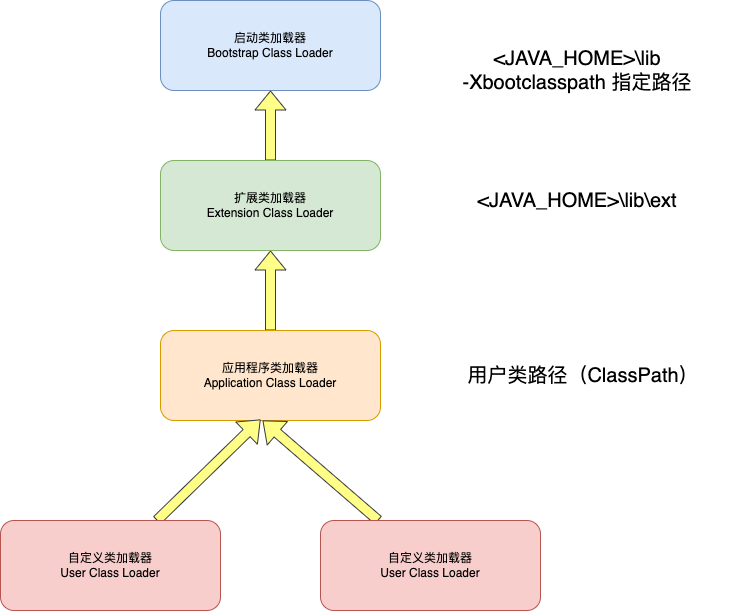 启动类加载器
Bootstrap Class Loader
<JAVA_HOME>\lib
-Xbootclasspath 指定路径
扩展类加载器
Extension Class Loader
<JAVA_HOME>\lib\ext
应用程序类加载器
Application Class Loader
用户类路径（ClassPath）
自定义类加载器
User Class Loader
自定义类加载器
User Class Loader